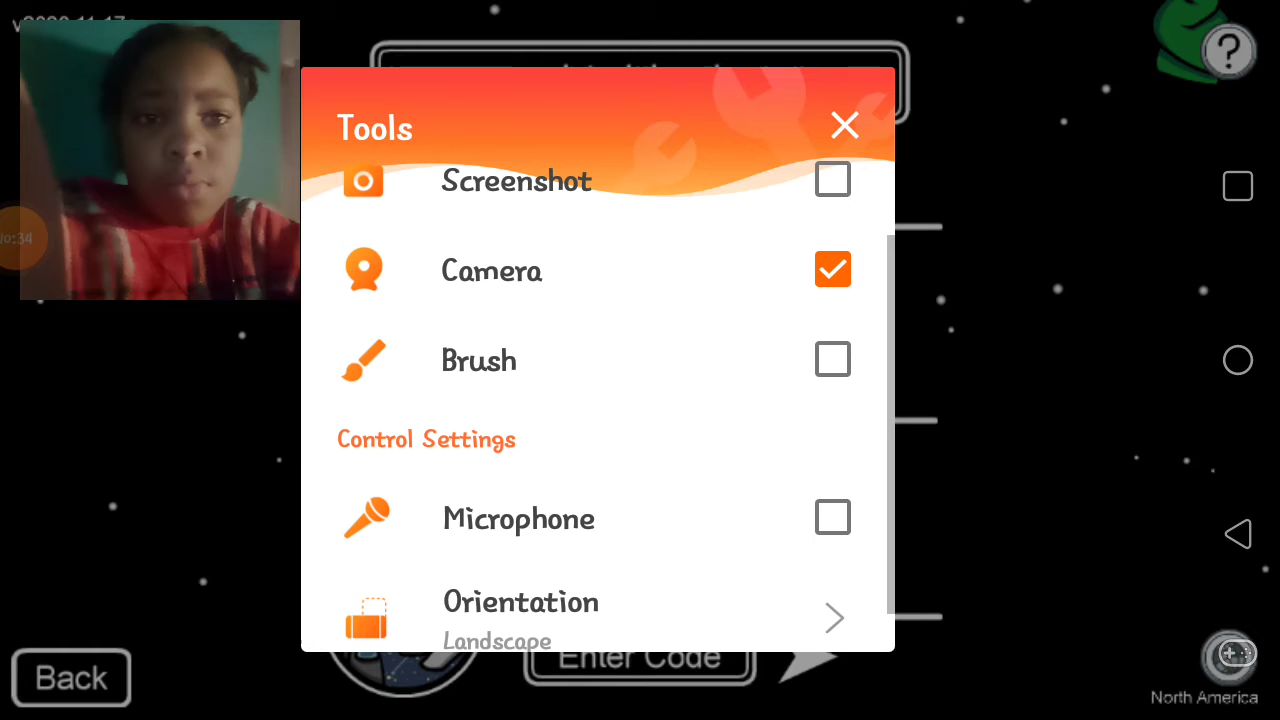 Tools
Screenshot
Camera
Brush
Control Settings
Microphone
Orientation
Landscape
Enter Code
Back
North America
?